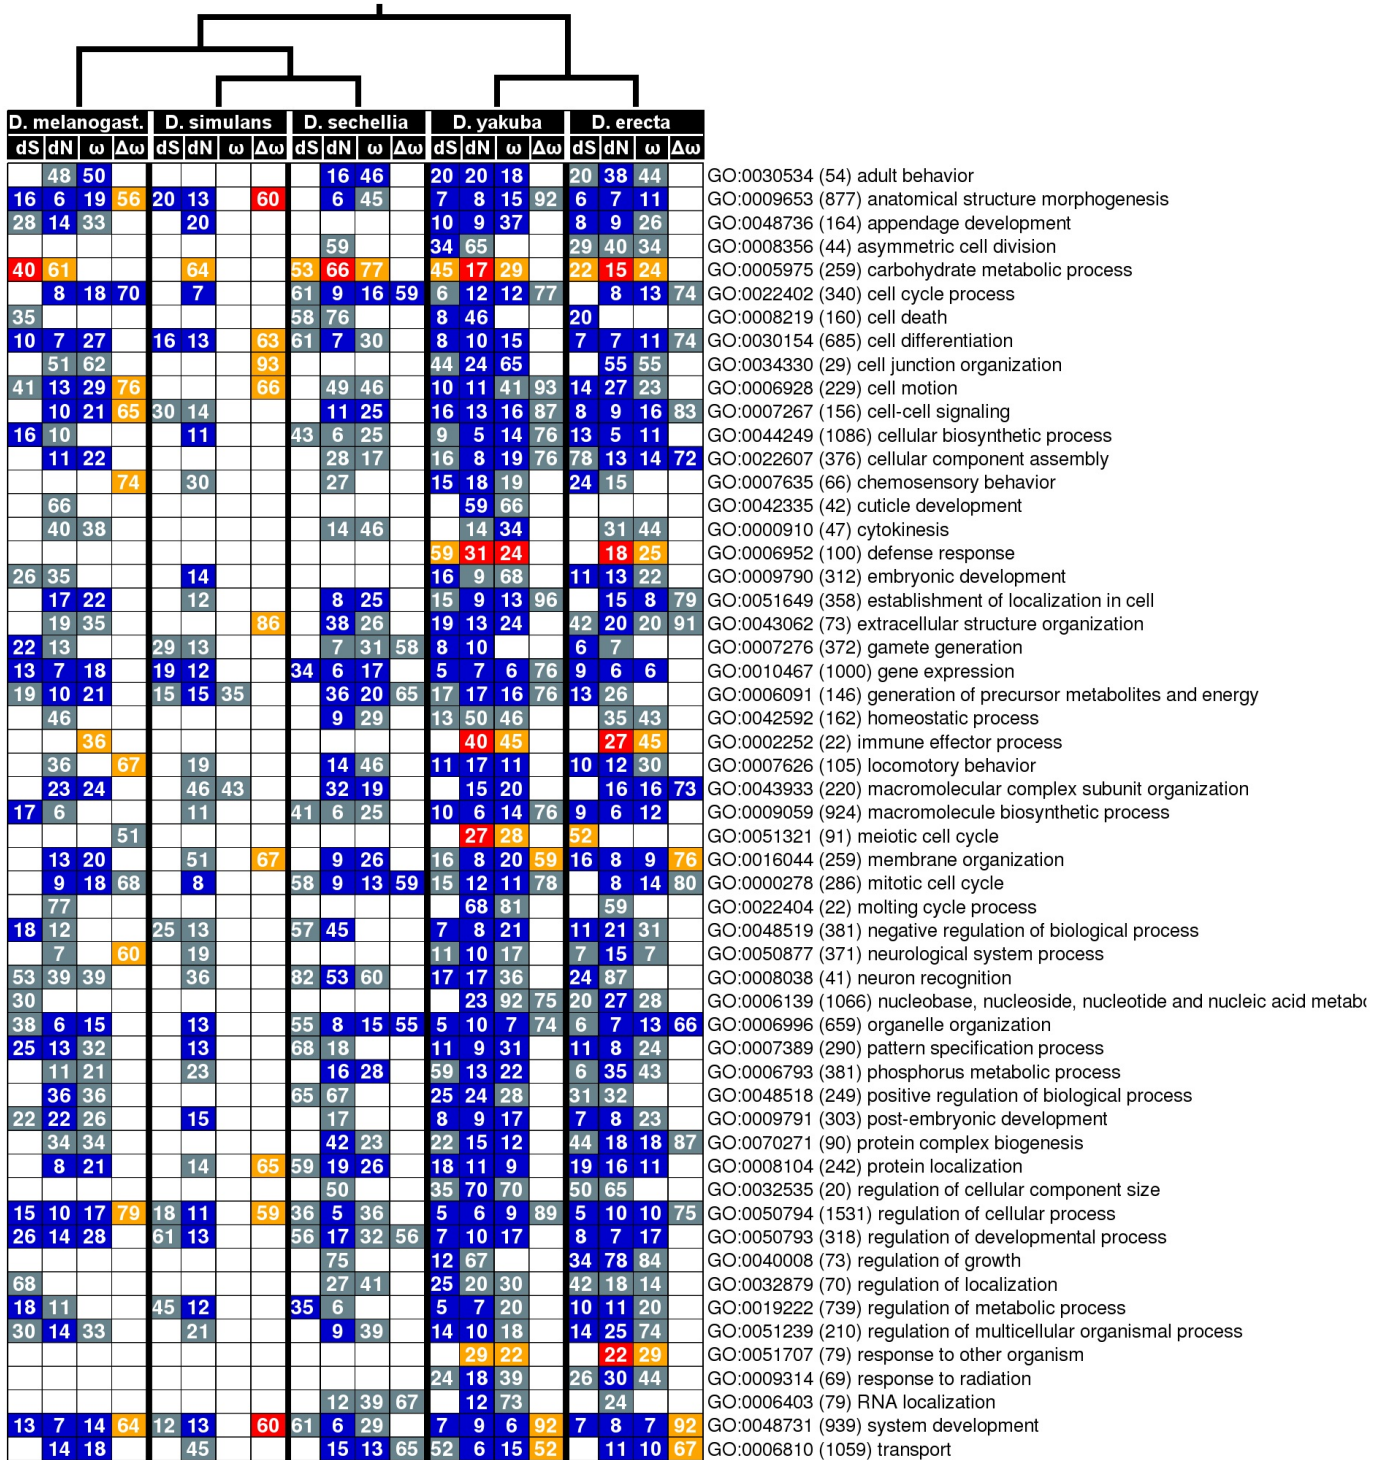 D. melanogast. D. simulans D. sechellia D. yakuba D. erecta
dS dN ω Δω dS dN ω Δω dS dN ω Δω dS dN ω Δω dS dN ω Δω
48 50 16 46 20 20 18 20 38 44 GO:0030534 (54) adult behavior
16 6 19 56 20 13 60 6 45 7 8 15 92 6 7 11 GO:0009653 (877) anatomical structure morphogenesis
28 14 33 20 10 9 37 8 9 26 GO:0048736 (164) appendage development
59 34 65 29 40 34 GO:0008356 (44) asymmetric cell division
40 61 64 53 66 77 45 17 29 22 15 24 GO:0005975 (259) carbohydrate metabolic process
8 18 70 7 61 9 16 59 6 12 12 77 8 13 74 GO:0022402 (340) cell cycle process
35 58 76 8 46 20 GO:0008219 (160) cell death
10 7 27 16 13 63 61 7 30 8 10 15 7 7 11 74 GO:0030154 (685) cell differentiation
51 62 93 44 24 65 55 55 GO:0034330 (29) cell junction organization
41 13 29 76 66 49 46 10 11 41 93 14 27 23 GO:0006928 (229) cell motion
10 21 65 30 14 11 25 16 13 16 87 8 9 16 83 GO:0007267 (156) cell-cell signaling
16 10 11 43 6 25 9 5 14 76 13 5 11 GO:0044249 (1086) cellular biosynthetic process
11 22 28 17 16 8 19 76 78 13 14 72 GO:0022607 (376) cellular component assembly
74 30 27 15 18 19 24 15 GO:0007635 (66) chemosensory behavior
66 59 66 GO:0042335 (42) cuticle development
40 38 14 46 14 34 31 44 GO:0000910 (47) cytokinesis
59 31 24 18 25 GO:0006952 (100) defense response
26 35 14 16 9 68 11 13 22 GO:0009790 (312) embryonic development
17 22 12 8 25 15 9 13 96 15 8 79 GO:0051649 (358) establishment of localization in cell
19 35 86 38 26 19 13 24 42 20 20 91 GO:0043062 (73) extracellular structure organization
22 13 29 13 7 31 58 8 10 6 7 GO:0007276 (372) gamete generation
13 7 18 19 12 34 6 17 5 7 6 76 9 6 6 GO:0010467 (1000) gene expression
19 10 21 15 15 35 36 20 65 17 17 16 76 13 26 GO:0006091 (146) generation of precursor metabolites and energy
46 9 29 13 50 46 35 43 GO:0042592 (162) homeostatic process
36 40 45 27 45 GO:0002252 (22) immune effector process
36 67 19 14 46 11 17 11 10 12 30 GO:0007626 (105) locomotory behavior
23 24 46 43 32 19 15 20 16 16 73 GO:0043933 (220) macromolecular complex subunit organization
17 6 11 41 6 25 10 6 14 76 9 6 12 GO:0009059 (924) macromolecule biosynthetic process
51 27 28 52 GO:0051321 (91) meiotic cell cycle
13 20 51 67 9 26 16 8 20 59 16 8 9 76 GO:0016044 (259) membrane organization
9 18 68 8 58 9 13 59 15 12 11 78 8 14 80 GO:0000278 (286) mitotic cell cycle
77 68 81 59 GO:0022404 (22) molting cycle process
18 12 25 13 57 45 7 8 21 11 21 31 GO:0048519 (381) negative regulation of biological process
7 60 19 11 10 17 7 15 7 GO:0050877 (371) neurological system process
53 39 39 36 82 53 60 17 17 36 24 87 GO:0008038 (41) neuron recognition
30 23 92 75 20 27 28 GO:0006139 (1066) nucleobase, nucleoside, nucleotide and nucleic acid metabo
38 6 15 13 55 8 15 55 5 10 7 74 6 7 13 66 GO:0006996 (659) organelle organization
25 13 32 13 68 18 11 9 31 11 8 24 GO:0007389 (290) pattern specification process
11 21 23 16 28 59 13 22 6 35 43 GO:0006793 (381) phosphorus metabolic process
36 36 65 67 25 24 28 31 32 GO:0048518 (249) positive regulation of biological process
22 22 26 15 17 8 9 17 7 8 23 GO:0009791 (303) post-embryonic development
34 34 42 23 22 15 12 44 18 18 87 GO:0070271 (90) protein complex biogenesis
8 21 14 65 59 19 26 18 11 9 19 16 11 GO:0008104 (242) protein localization
50 35 70 70 50 65 GO:0032535 (20) regulation of cellular component size
15 10 17 79 18 11 59 36 5 36 5 6 9 89 5 10 10 75 GO:0050794 (1531) regulation of cellular process
26 14 28 61 13 56 17 32 56 7 10 17 8 7 17 GO:0050793 (318) regulation of developmental process
75 12 67 34 78 84 GO:0040008 (73) regulation of growth
68 27 41 25 20 30 42 18 14 GO:0032879 (70) regulation of localization
18 11 45 12 35 6 5 7 20 10 11 20 GO:0019222 (739) regulation of metabolic process
30 14 33 21 9 39 14 10 18 14 25 74 GO:0051239 (210) regulation of multicellular organismal process
29 22 22 29 GO:0051707 (79) response to other organism
24 18 39 26 30 44 GO:0009314 (69) response to radiation
12 39 67 12 73 24 GO:0006403 (79) RNA localization
13 7 14 64 12 13 60 61 6 29 7 9 6 92 7 8 7 92 GO:0048731 (939) system development
14 18 45 15 13 65 52 6 15 52 11 10 67 GO:0006810 (1059) transport